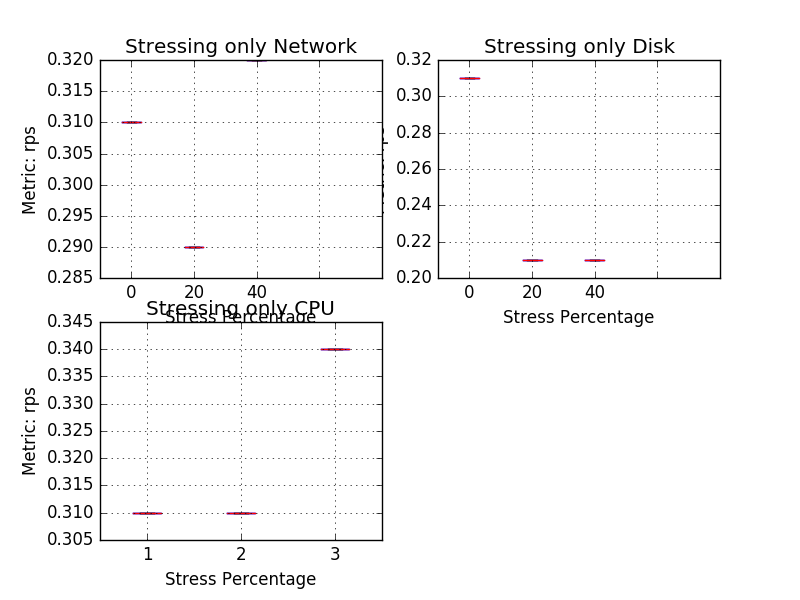 Stressing only Network
0.320
0.315
0.310
0.305
0.300
0.295
0.290
0.285
Metric: rps
0 20 40
Stress Percentage
Stressing only Disk
0.32
0.30
0.28
0.26
0.24
0.22
0.20
0 20 40
Stress Percentage
Stressing only CPU
0.345
0.340
0.335
0.330
0.325
0.320
0.315
0.310
0.305
Metric: rps
1 2 3
Stress Percentage